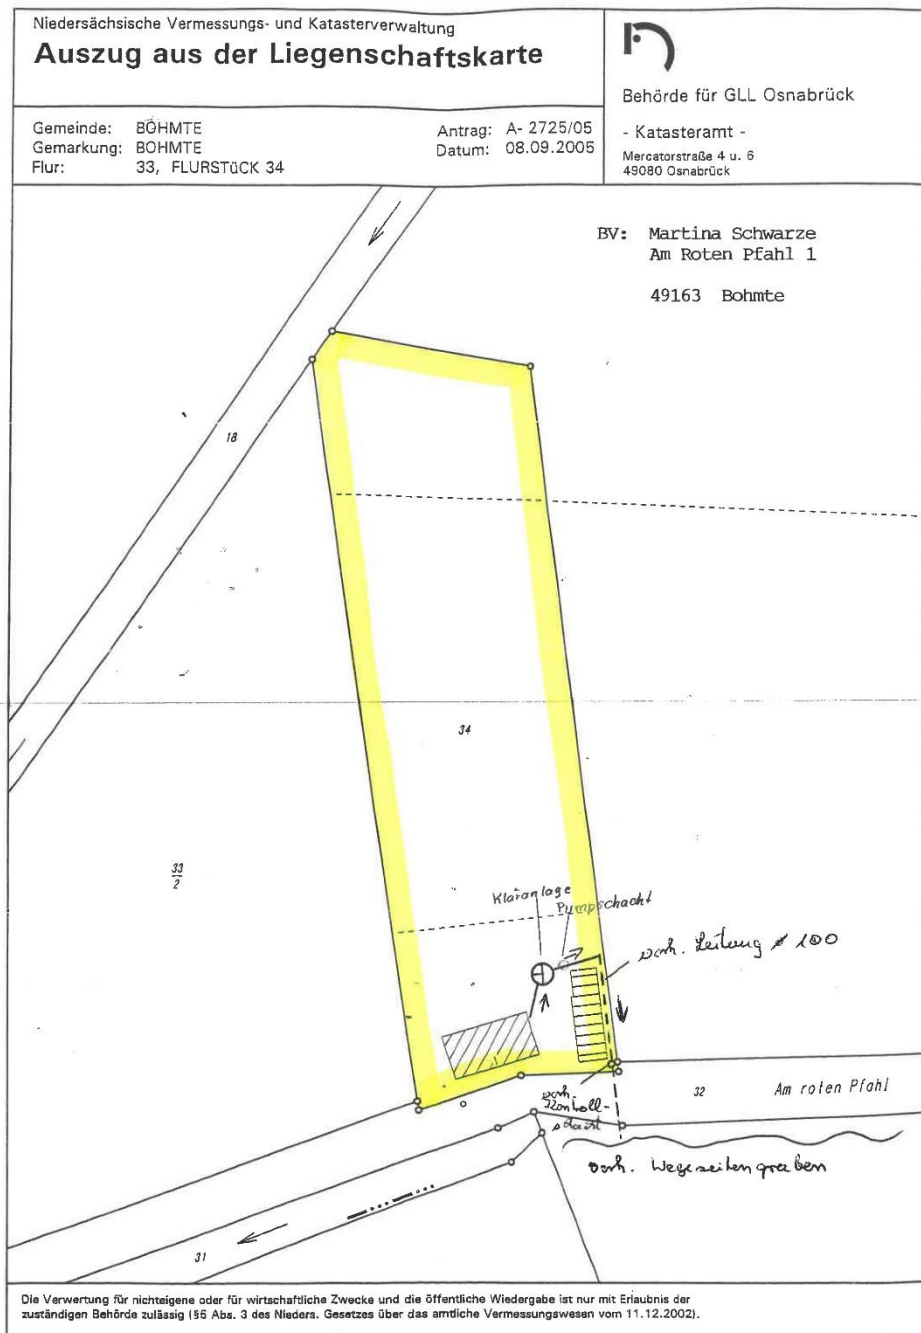 Niedersächsische Vermessungs- und Katasterverwaltung
Auszug aus der Liegenschaftskarte
Behörde für GLL Osnabrück
- Katasteramt -
Mercatorstraße 4 u. 6
49080 Osnabrück
Gemeinde: BOHMTE
Gemarkung: BOHMTE
Flur: 33, FLURSTüCK 34
Antrag: A- 2725/05
Datum: 08.09.2005
BV: Martina Schwarze
Am Roten Pfahl 1
49163 Bohmte
18
34
33
2
Kläranlage
Pumpschacht
vorh. Leitung ø 100
vorh.
Kontroll-
schacht
32
Am roten Pfahl
vorh. Wegeseitengraben
31
Die Verwertung für nichteigene oder für wirtschaftliche Zwecke und die öffentliche Wiedergabe ist nur mit Erlaubnis der
zuständigen Behörde zulässig (§5 Abs. 3 des Nieders. Gesetzes über das amtliche Vermessungswesen vom 11.12.2002).